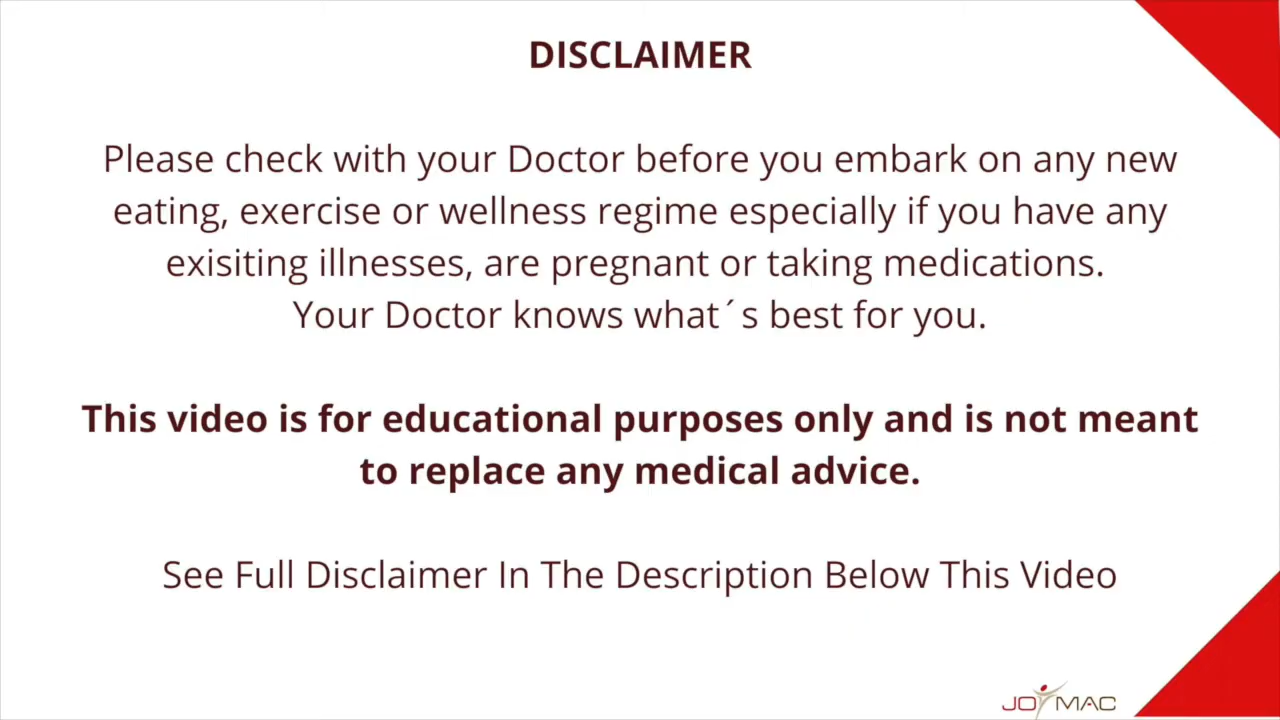 DISCLAIMER
Please check with your Doctor before you embark on any new
eating, exercise or wellness regime especially if you have any
exisiting illnesses, are pregnant or taking medications.
Your Doctor knows what´s best for you.
This video is for educational purposes only and is not meant
to replace any medical advice.
See Full Disclaimer In The Description Below This Video
JOYMAC